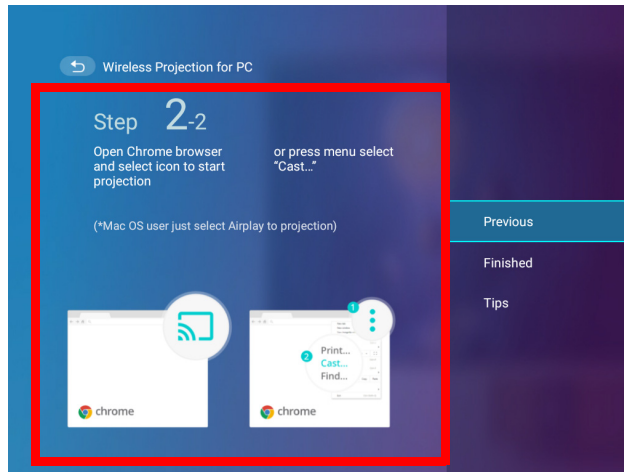 Wireless Projection for PC
Step 2-2
Open Chrome browser
and select icon to start
projection
or press menu select
“Cast...”
(*Mac OS user just select Airplay to projection)
Previous
Finished
Tips
1
2
Print...
Cast...
Find...
chrome
chrome